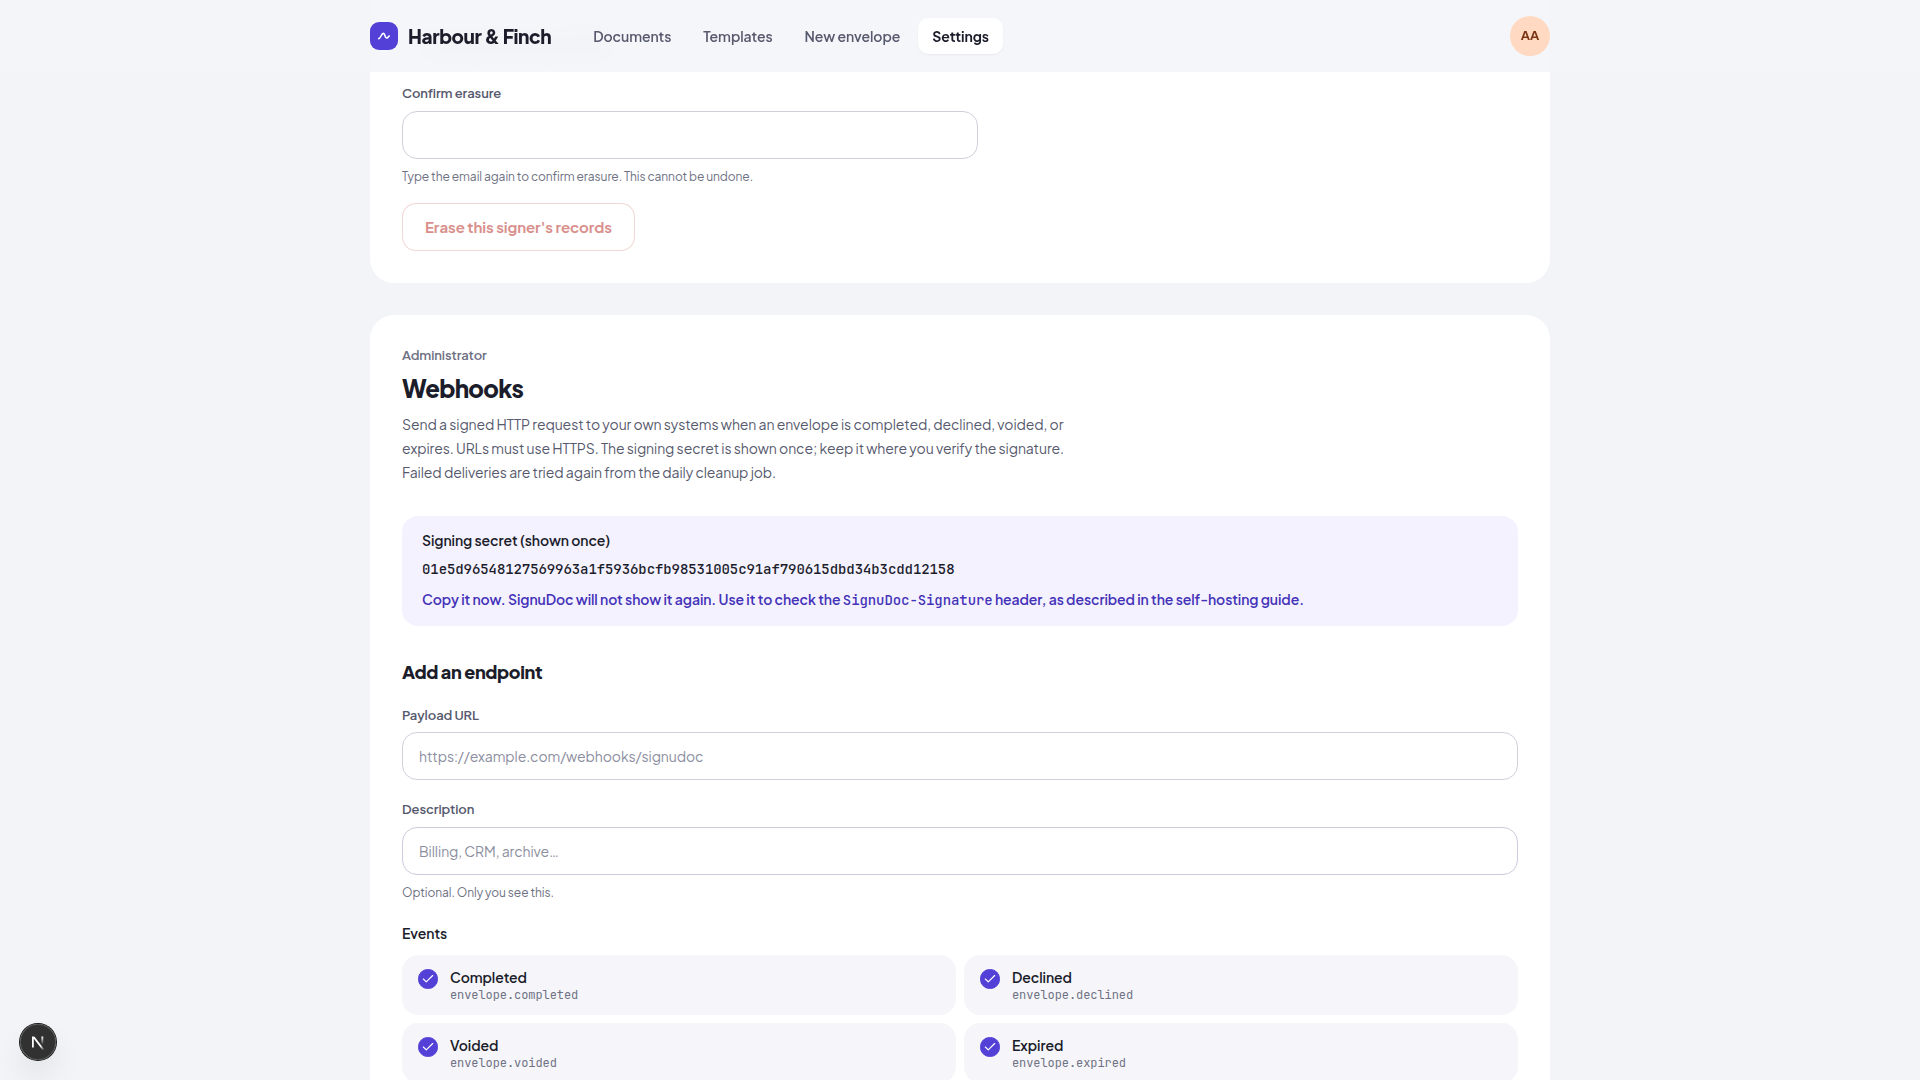 Harbour & Finch
Documents
Templates
New envelope
Settings
AA
Confirm erasure
Type the email again to confirm erasure. This cannot be undone.
Erase this signer's records
Administrator
Webhooks
Send a signed HTTP request to your own systems when an envelope is completed, declined, voided, or
expires. URLs must use HTTPS. The signing secret is shown once; keep it where you verify the signature.
Failed deliveries are tried again from the daily cleanup job.
Signing secret (shown once)
01e5d96548127569963a1f5936bcfb98531005c91af790615dbd34b3cdd12158
Copy it now. SignuDoc will not show it again. Use it to check the SignuDoc-Signature header, as described in the self-hosting guide.
Add an endpoint
Payload URL
https://example.com/webhooks/signudoc
Description
Billing, CRM, archive…
Optional. Only you see this.
Events
Completed
envelope.completed
Declined
envelope.declined
Voided
envelope.voided
Expired
envelope.expired
N